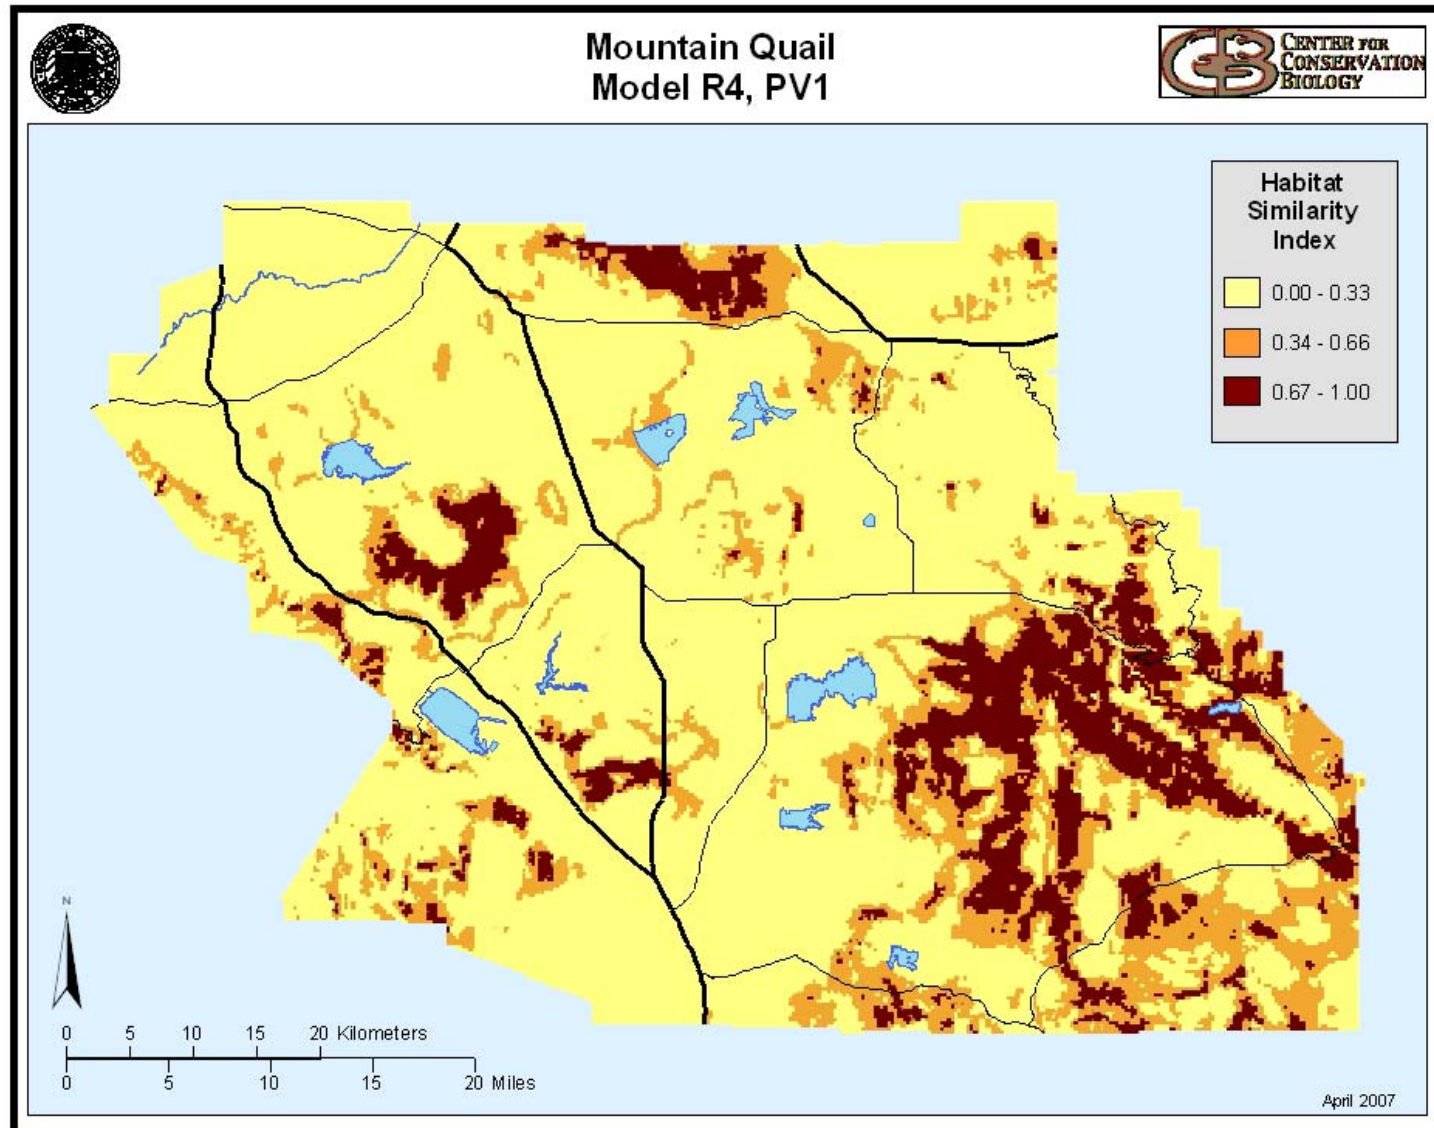 Mountain Quail
Model R4, PV1
CENTER FOR
CONSERVATION
BIOLOGY
Habitat
Similarity
Index
0.00 - 0.33
0.34 - 0.66
0.67 - 1.00
N
0 5 10 15 20 Kilometers
0 5 10 15 20 Miles
April 2007